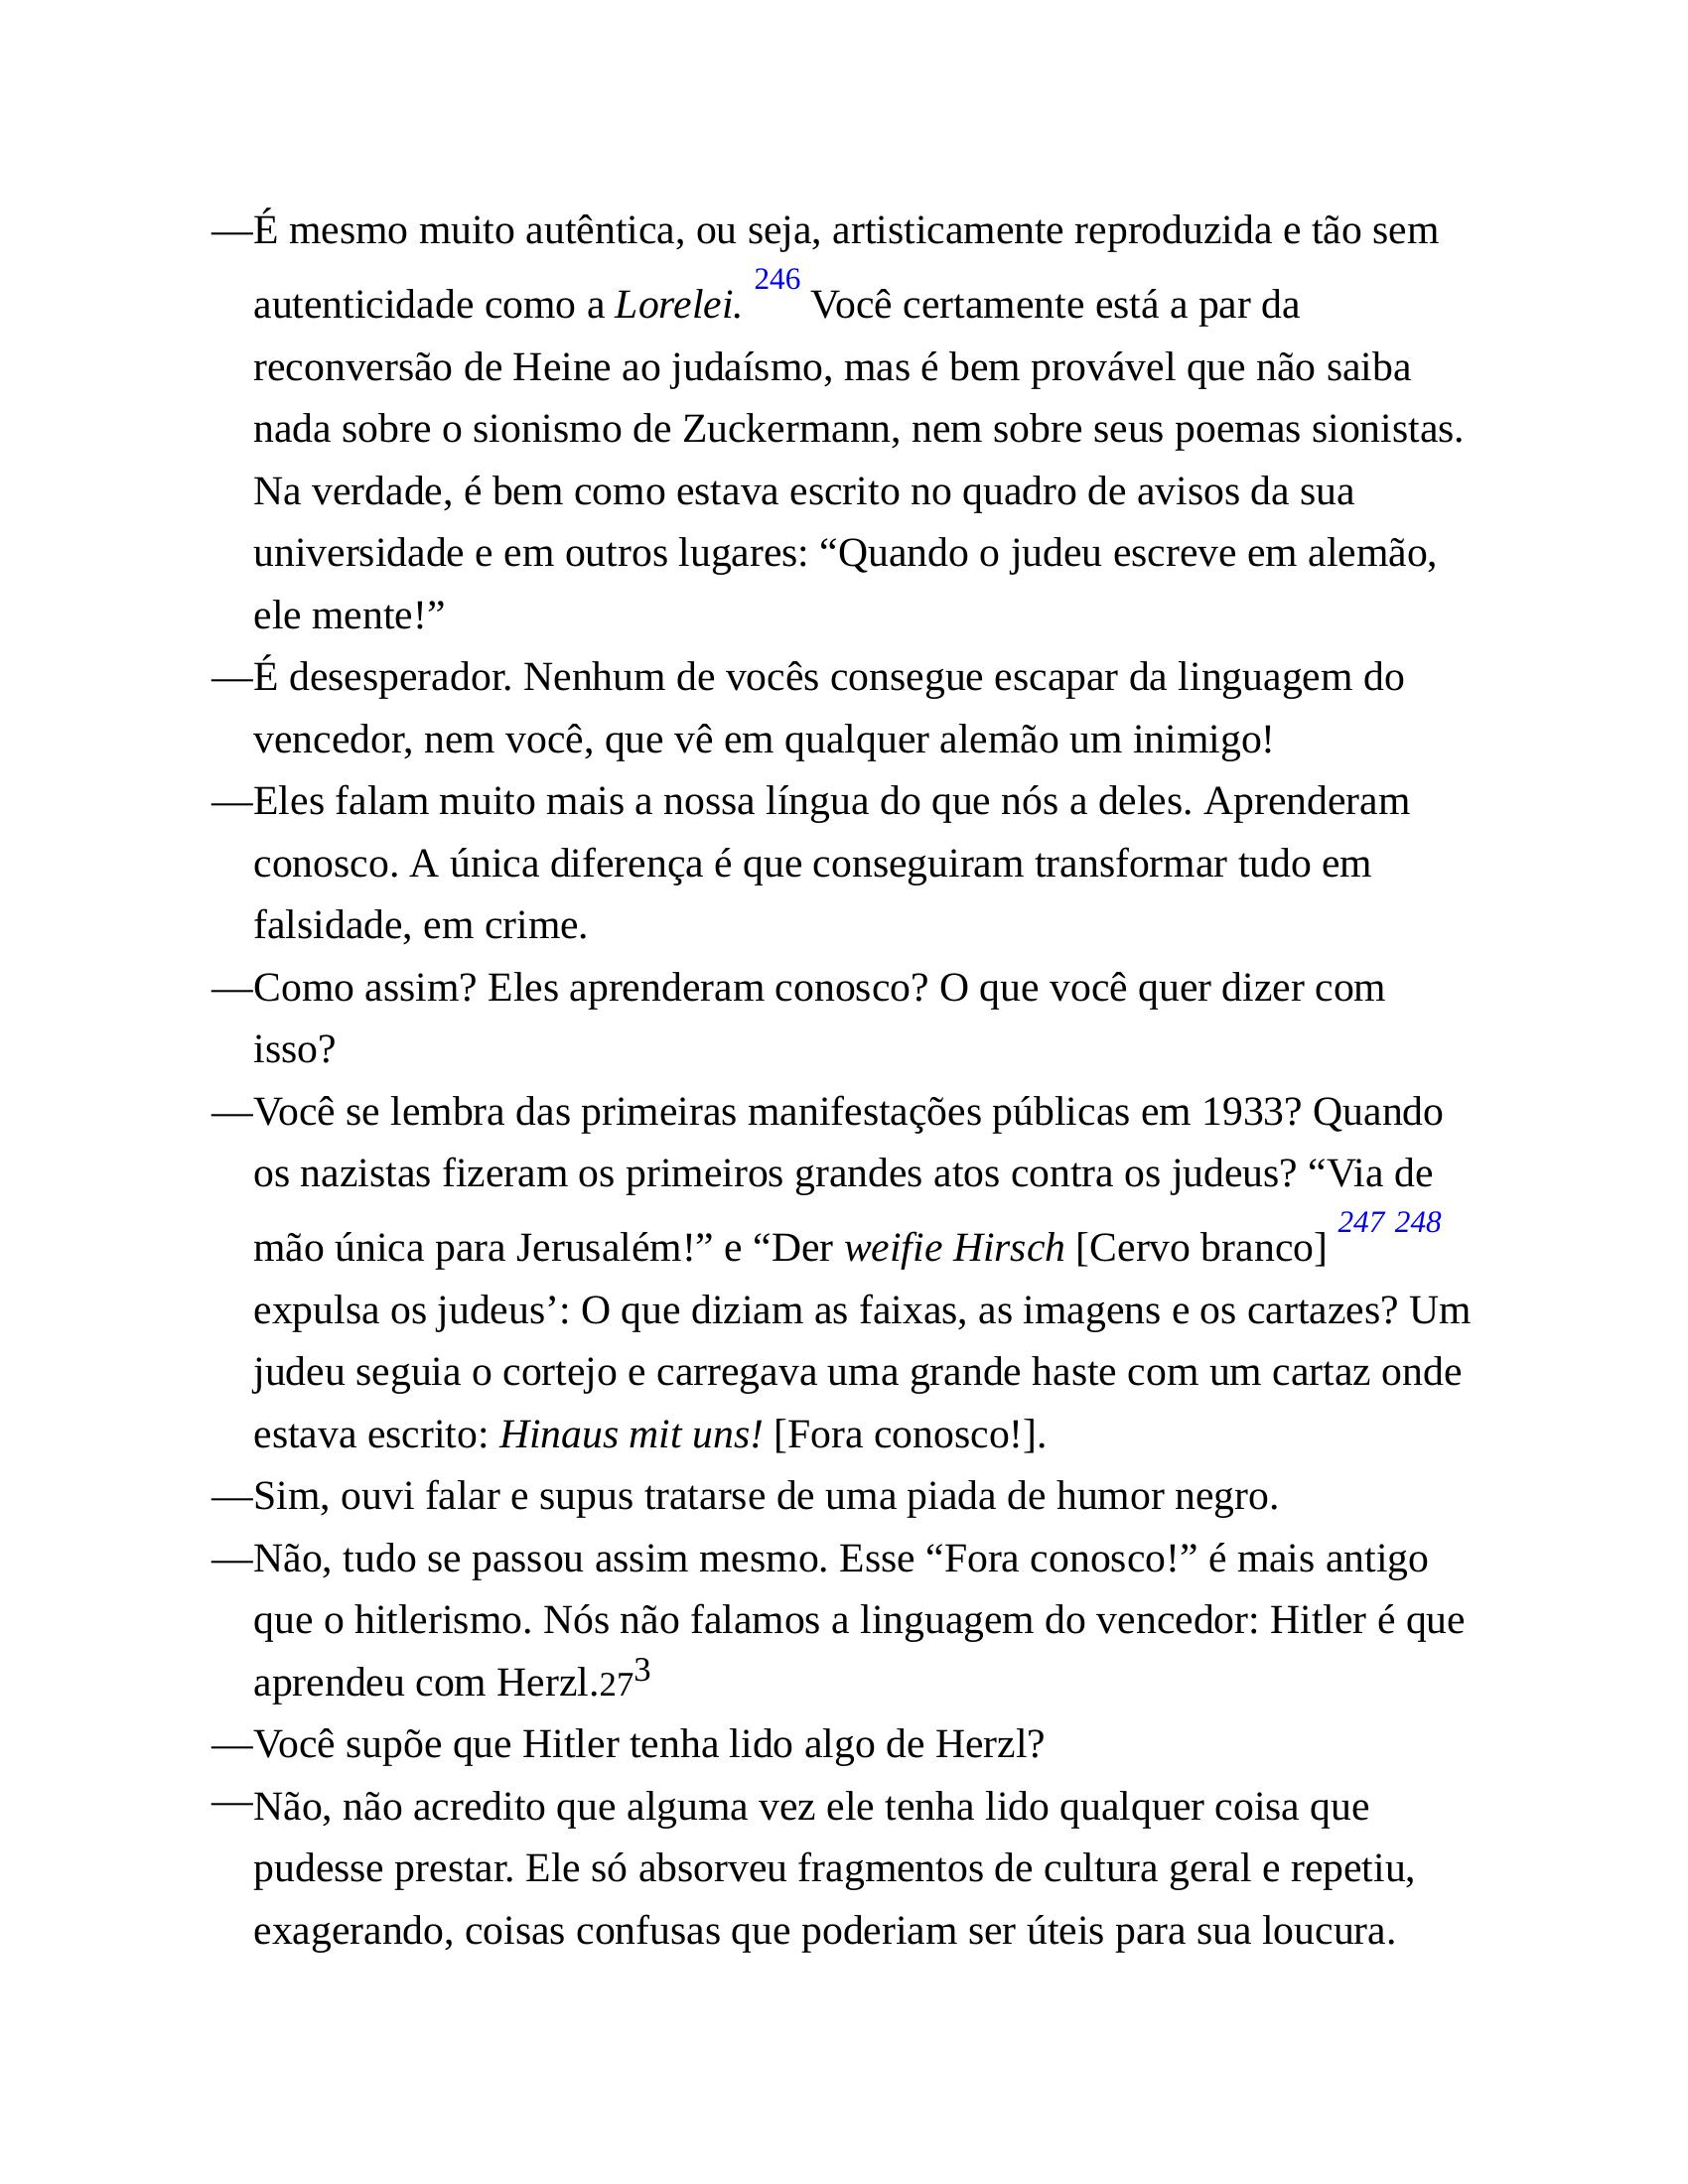 —É mesmo muito autêntica, ou seja, artisticamente reproduzida e tão sem
autenticidade como a Lorelei. 246 Você certamente está a par da
reconversão de Heine ao judaísmo, mas é bem provável que não saiba
nada sobre o sionismo de Zuckermann, nem sobre seus poemas sionistas.
Na verdade, é bem como estava escrito no quadro de avisos da sua
universidade e em outros lugares: “Quando o judeu escreve em alemão,
ele mente!”
—É desesperador. Nenhum de vocês consegue escapar da linguagem do
vencedor, nem você, que vê em qualquer alemão um inimigo!
—Eles falam muito mais a nossa língua do que nós a deles. Aprenderam
conosco. A única diferença é que conseguiram transformar tudo em
falsidade, em crime.
—Como assim? Eles aprenderam conosco? O que você quer dizer com
isso?
—Você se lembra das primeiras manifestações públicas em 1933? Quando
os nazistas fizeram os primeiros grandes atos contra os judeus? “Via de
mão única para Jerusalém!” e “Der weifie Hirsch [Cervo branco] 247 248
expulsa os judeus’: O que diziam as faixas, as imagens e os cartazes? Um
judeu seguia o cortejo e carregava uma grande haste com um cartaz onde
estava escrito: Hinaus mit uns! [Fora conosco!].
—Sim, ouvi falar e supus tratarse de uma piada de humor negro.
—Não, tudo se passou assim mesmo. Esse “Fora conosco!” é mais antigo
que o hitlerismo. Nós não falamos a linguagem do vencedor: Hitler é que
aprendeu com Herzl.273
—Você supõe que Hitler tenha lido algo de Herzl?
—Não, não acredito que alguma vez ele tenha lido qualquer coisa que
pudesse prestar. Ele só absorveu fragmentos de cultura geral e repetiu,
exagerando, coisas confusas que poderiam ser úteis para sua loucura.